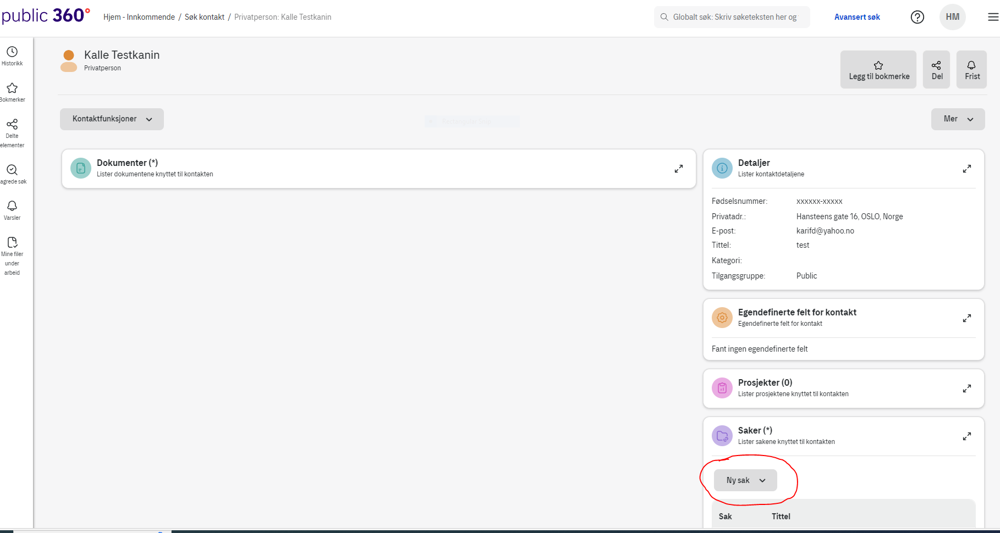 public 360°
Hjem - Innkommende / Søk kontakt / Privatperson: Kalle Testkanin
Globalt søk: Skriv søketeksten her og
Avansert søk
HM
Historikk
Bokmerker
Delte
elementer
agrede søk
Varsler
Mine filer
under
arbeid
Kalle Testkanin
Privatperson
Legg til bokmerke
Del
Frist
Kontaktfunksjoner
Rectangular Snip
Mer
Dokumenter (*)
Lister dokumentene knyttet til kontakten
Detaljer
Lister kontaktdetaljene
Fødselsnummer: xxxxxx-xxxxx
Privatadr.: Hansteens gate 16, OSLO, Norge
E-post: karifd@yahoo.no
Tittel: test
Kategori:
Tilgangsgruppe: Public
Egendefinerte felt for kontakt
Egendefinerte felt for kontakt
Fant ingen egendefinerte felt
Prosjekter (0)
Lister prosjektene knyttet til kontakten
Saker (*)
Lister sakene knyttet til kontakten
Ny sak
Sak Tittel